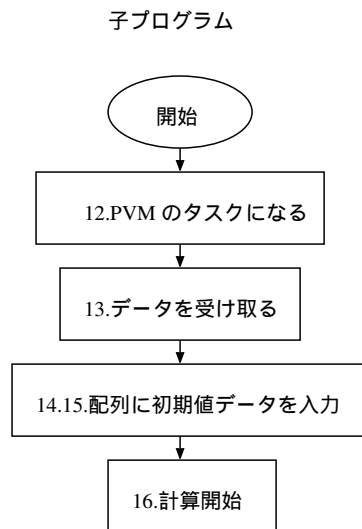 子プログラム
開始
12.PVM のタスクになる
13.データを受け取る
14.15.配列に初期値データを入力
16.計算開始